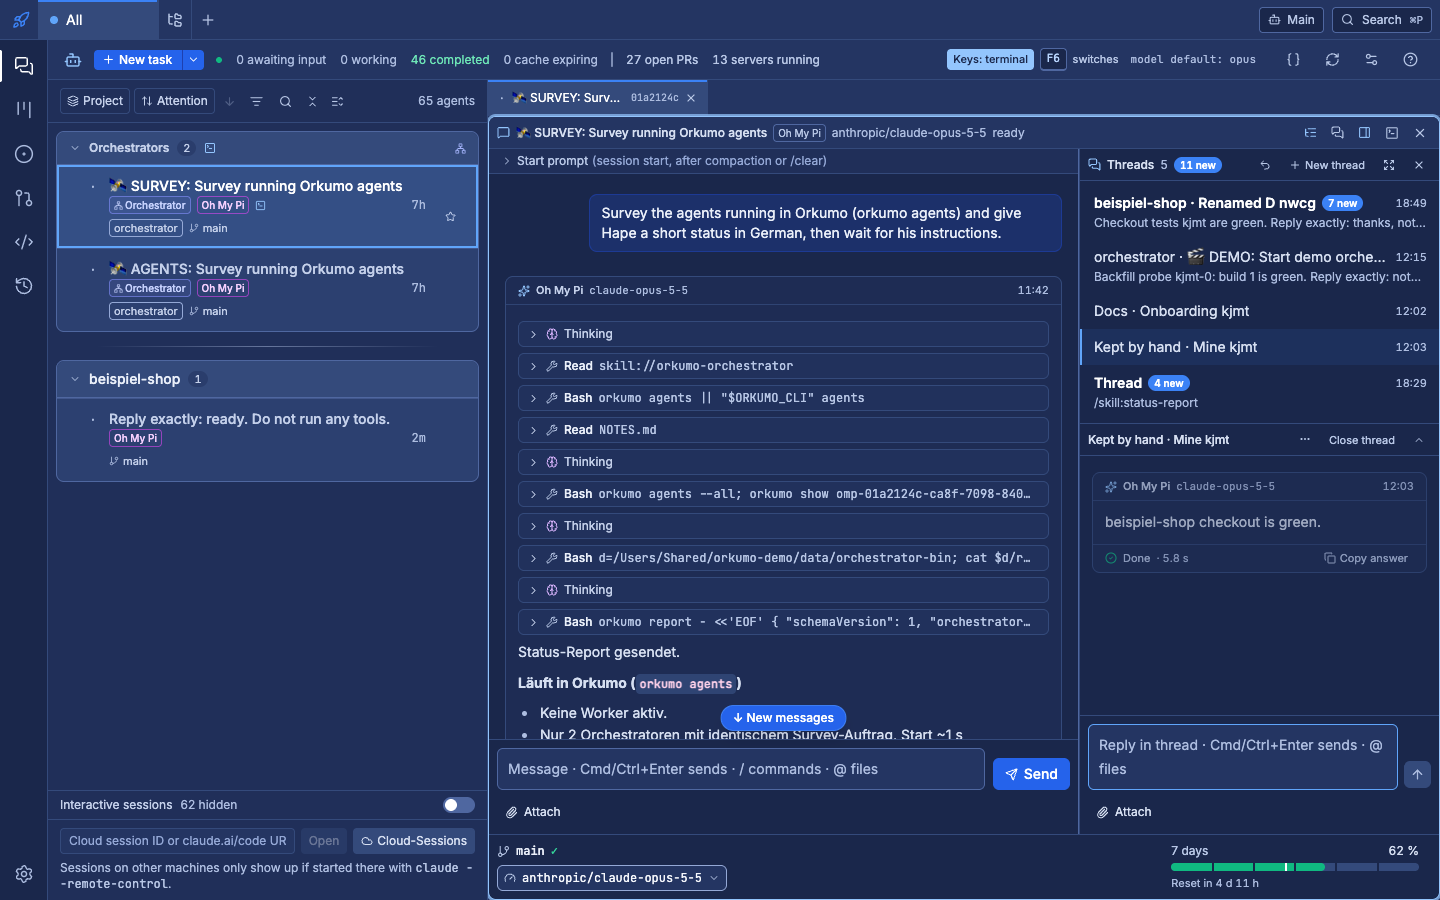 All
Main
Search ⌘P
New task
0 awaiting input
0 working
46 completed
0 cache expiring
27 open PRs
13 servers running
Keys: terminal
F6
switches
model default: opus
Project
Attention
65 agents
Orchestrators 2
SURVEY: Survey running Orkumo agents
Orchestrator
Oh My Pi
7h
orchestrator
main
AGENTS: Survey running Orkumo agents
Orchestrator
Oh My Pi
7h
orchestrator
main
beispiel-shop 1
Reply exactly: ready. Do not run any tools.
Oh My Pi
2m
main
Interactive sessions 62 hidden
Cloud session ID or claude.ai/code UR
Open
Cloud-Sessions
Sessions on other machines only show up if started there with claude -
-remote-control.
SURVEY: Surv... 01a2124c
SURVEY: Survey running Orkumo agents Oh My Pi anthropic/claude-opus-5-5 ready
Start prompt (session start, after compaction or /clear)
Survey the agents running in Orkumo (orkumo agents) and give
Hape a short status in German, then wait for his instructions.
Oh My Pi claude-opus-5-5 11:42
Thinking
Read skill://orkumo-orchestrator
Bash orkumo agents || "$ORKUMO_CLI" agents
Read NOTES.md
Thinking
Bash orkumo agents --all; orkumo show omp-01a2124c-ca8f-7098-840…
Thinking
Bash d=/Users/Shared/orkumo-demo/data/orchestrator-bin; cat $d/r…
Thinking
Bash orkumo report - <<'EOF' { "schemaVersion": 1, "orchestrator…
Status-Report gesendet.
Läuft in Orkumo (orkumo agents)
Keine Worker aktiv.
Nur 2 Orchestratoren mit identischem Survey-Auftrag. Start ~1 s
New messages
Message · Cmd/Ctrl+Enter sends · / commands · @ files
Send
Attach
Threads 5 11 new
New thread
beispiel-shop · Renamed D nwcg 7 new 18:49
Checkout tests kjmt are green. Reply exactly: thanks, not...
orchestrator · 🎬 DEMO: Start demo orche... 12:15
Backfill probe kjmt-0: build 1 is green. Reply exactly: not...
Docs · Onboarding kjmt 12:02
Kept by hand · Mine kjmt 12:03
Thread 4 new 18:29
/skill:status-report
Kept by hand · Mine kjmt
Close thread
Oh My Pi claude-opus-5-5 12:03
beispiel-shop checkout is green.
Done · 5.8 s
Copy answer
Reply in thread · Cmd/Ctrl+Enter sends · @
files
Attach
main ✓
anthropic/claude-opus-5-5
7 days 62 %
Reset in 4 d 11 h